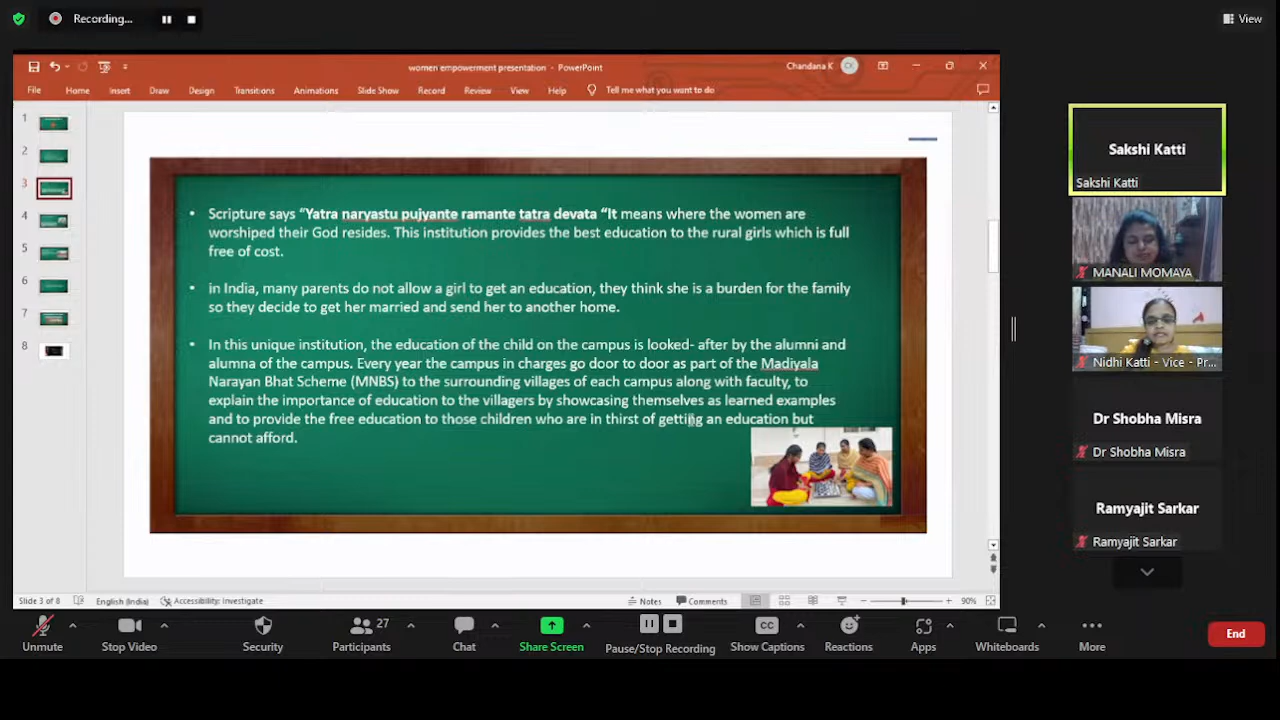 Recording...
View
women empowerment presentation - PowerPoint
Chandana K
CK
File Home Insert Draw Design Transitions Animations Slide Show Record Review View Help Tell me what you want to do
1
2
3
4
5
6
7
8
• Scripture says “Yatra naryastu pujyante ramante tatra devata “It means where the women are
worshiped their God resides. This institution provides the best education to the rural girls which is full
free of cost.
• in India, many parents do not allow a girl to get an education, they think she is a burden for the family
so they decide to get her married and send her to another home.
• In this unique institution, the education of the child on the campus is looked- after by the alumni and
alumna of the campus. Every year the campus in charges go door to door as part of the Madiyala
Narayan Bhat Scheme (MNBS) to the surrounding villages of each campus along with faculty, to
explain the importance of education to the villagers by showcasing themselves as learned examples
and to provide the free education to those children who are in thirst of getting an education but
cannot afford.
Slide 3 of 8 English (India) Accessibility: Investigate Notes Comments 90%
Sakshi Katti
Sakshi Katti
MANALI MOMAYA
Nidhi Katti - Vice - Pr...
Dr Shobha Misra
Dr Shobha Misra
Ramyajit Sarkar
Ramyajit Sarkar
Unmute Stop Video Security Participants 27 Chat Share Screen Pause/Stop Recording CC Show Captions Reactions Apps Whiteboards More End